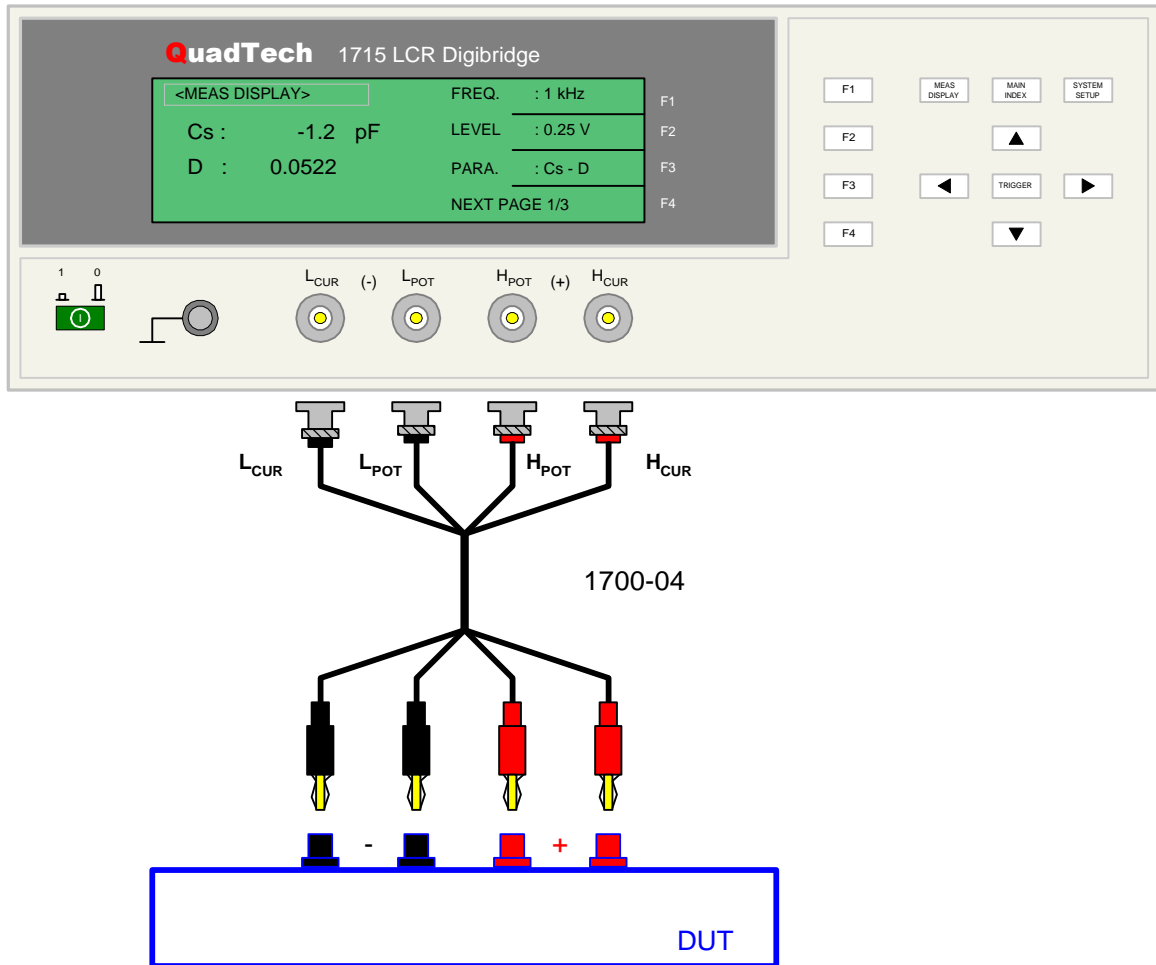 QuadTech 1715 LCR Digibridge
<MEAS DISPLAY>
FREQ. : 1 kHz
F1
Cs : -1.2 pF
LEVEL : 0.25 V
F2
D : 0.0522
PARA. : Cs - D
F3
NEXT PAGE 1/3
F4
F1
MEAS DISPLAY
MAIN INDEX
SYSTEM SETUP
F2
F3
TRIGGER
F4
1 0
LCUR (-) LPOT HPOT (+) HCUR
LCUR LPOT HPOT HCUR
1700-04
- +
DUT